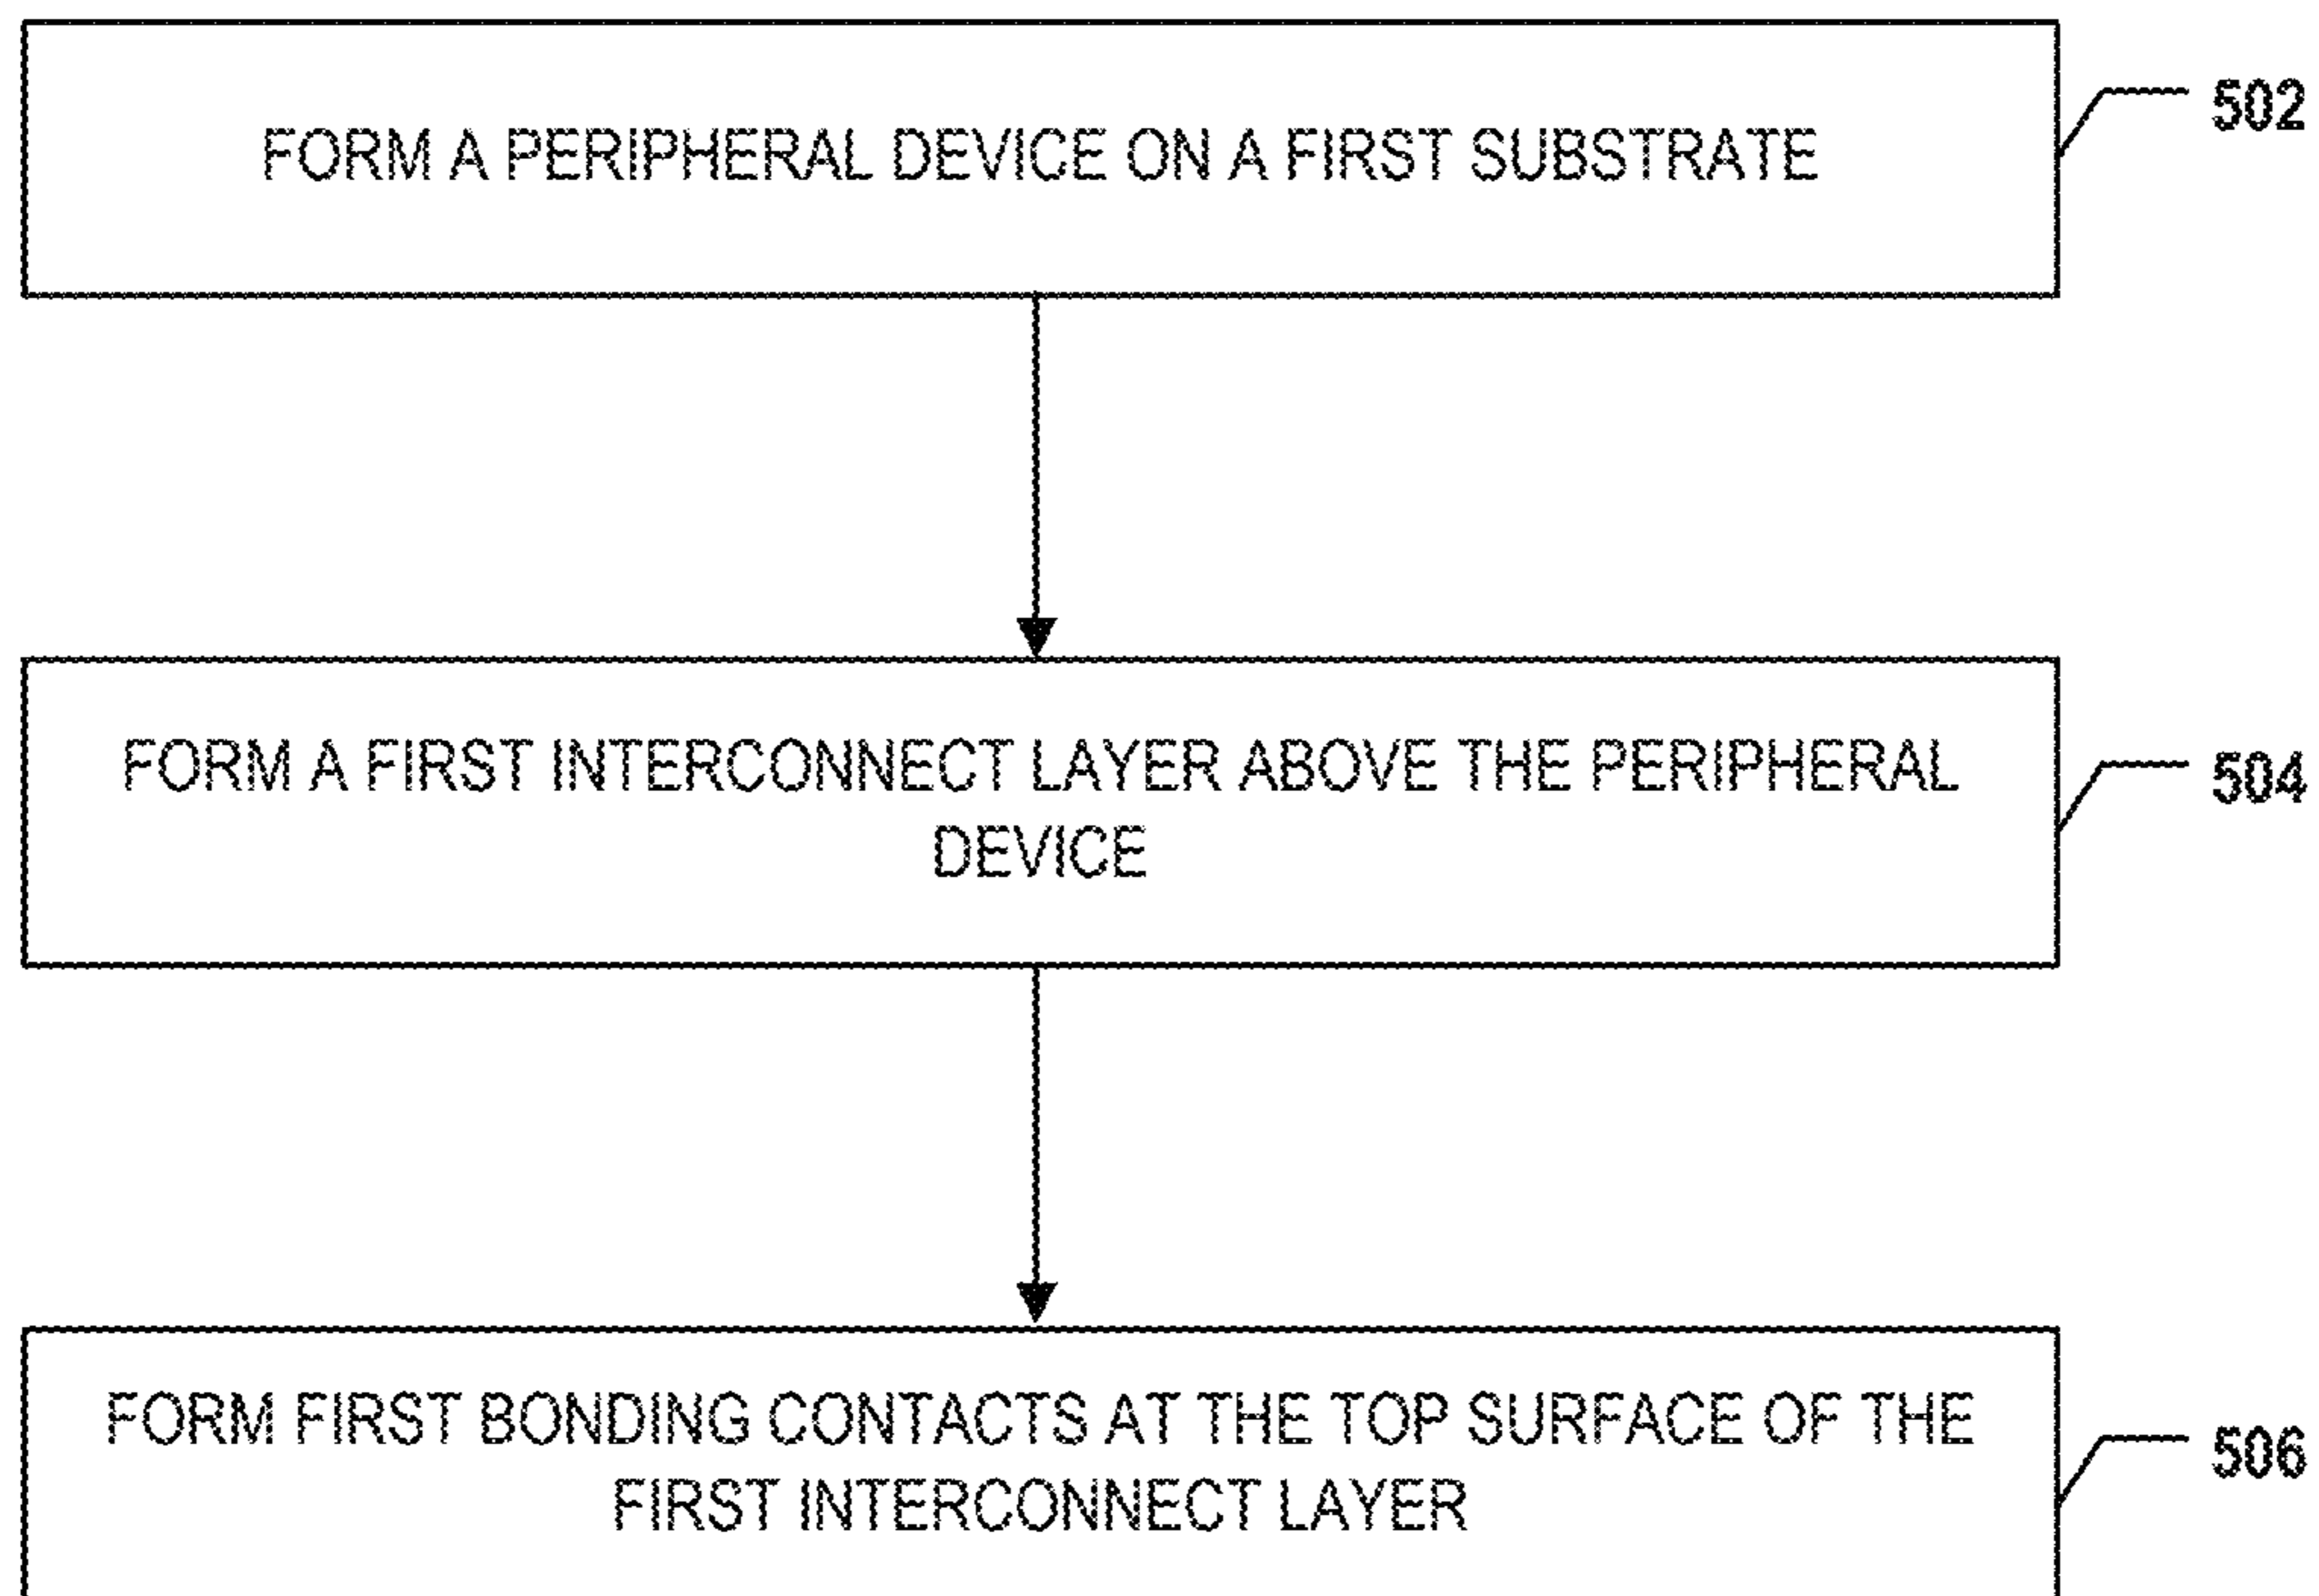 FORM A PERIPHERAL DEVICE ON A FIRST SUBSTRATE
502
FORM A FIRST INTERCONNECT LAYER ABOVE THE PERIPHERAL
DEVICE
504
FORM FIRST BONDING CONTACTS AT THE TOP SURFACE OF THE
FIRST INTERCONNECT LAYER
506